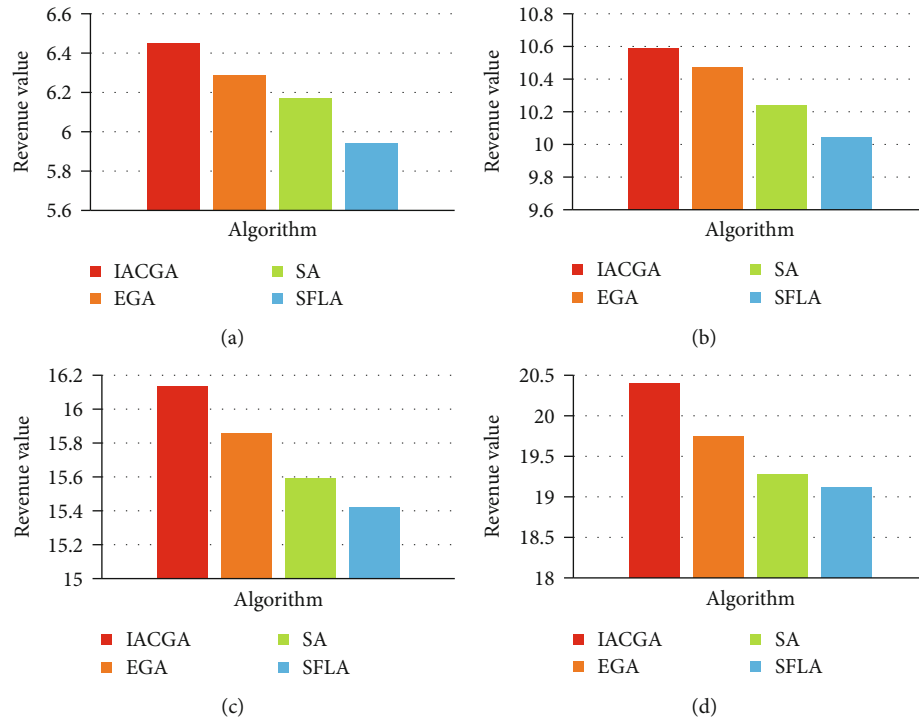 6.6
6.4
6.2
6
5.8
5.6
Revenue value
Algorithm
IACGA
SA
EGA
SFLA
(a)
10.8
10.6
10.4
10.2
10
9.8
9.6
Revenue value
Algorithm
IACGA
SA
EGA
SFLA
(b)
16.2
16
15.8
15.6
15.4
15.2
15
Revenue value
Algorithm
IACGA
SA
EGA
SFLA
(c)
20.5
20
19.5
19
18.5
18
Revenue value
Algorithm
IACGA
SA
EGA
SFLA
(d)